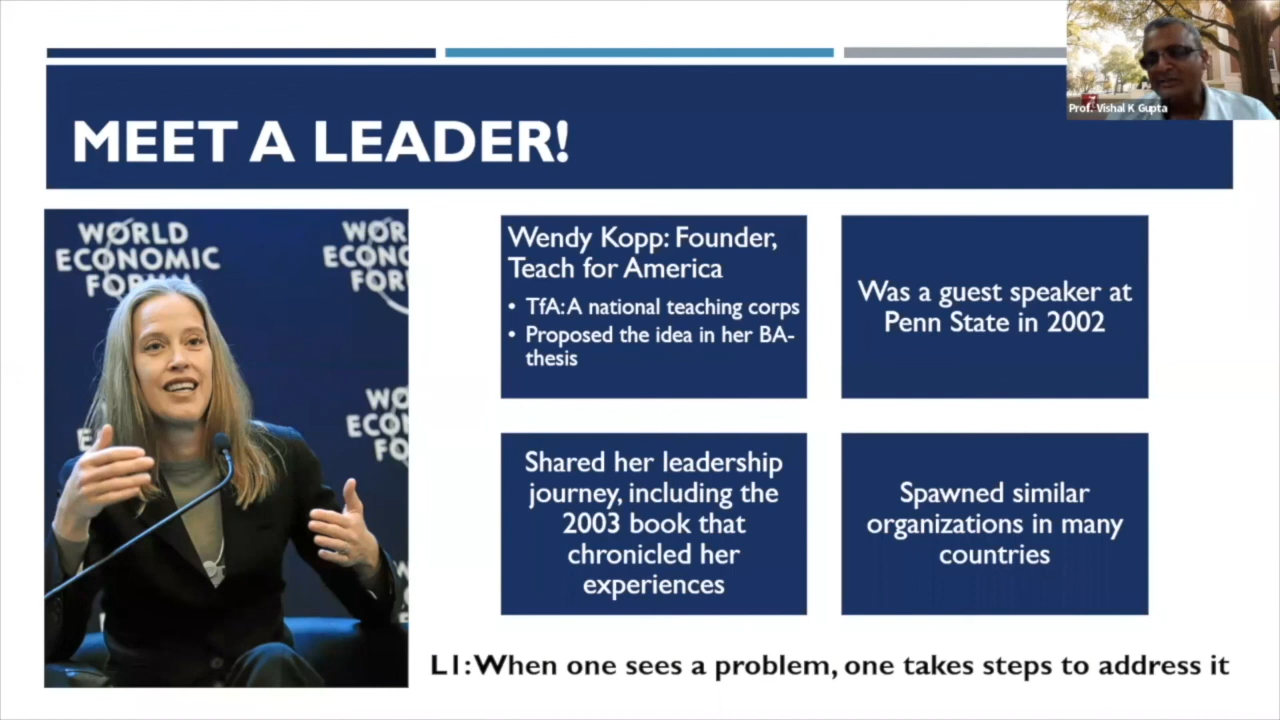 Prof. Vishal K Gupta
MEET A LEADER!
WORLD
ECONOMIC
FORUM
WOR
ECONO
FORU
WO
ECO
FO
E
Wendy Kopp: Founder,
Teach for America
• TfA: A national teaching corps
• Proposed the idea in her BA-
thesis
Was a guest speaker at
Penn State in 2002
Shared her leadership
journey, including the
2003 book that
chronicled her
experiences
Spawned similar
organizations in many
countries
L1: When one sees a problem, one takes steps to address it